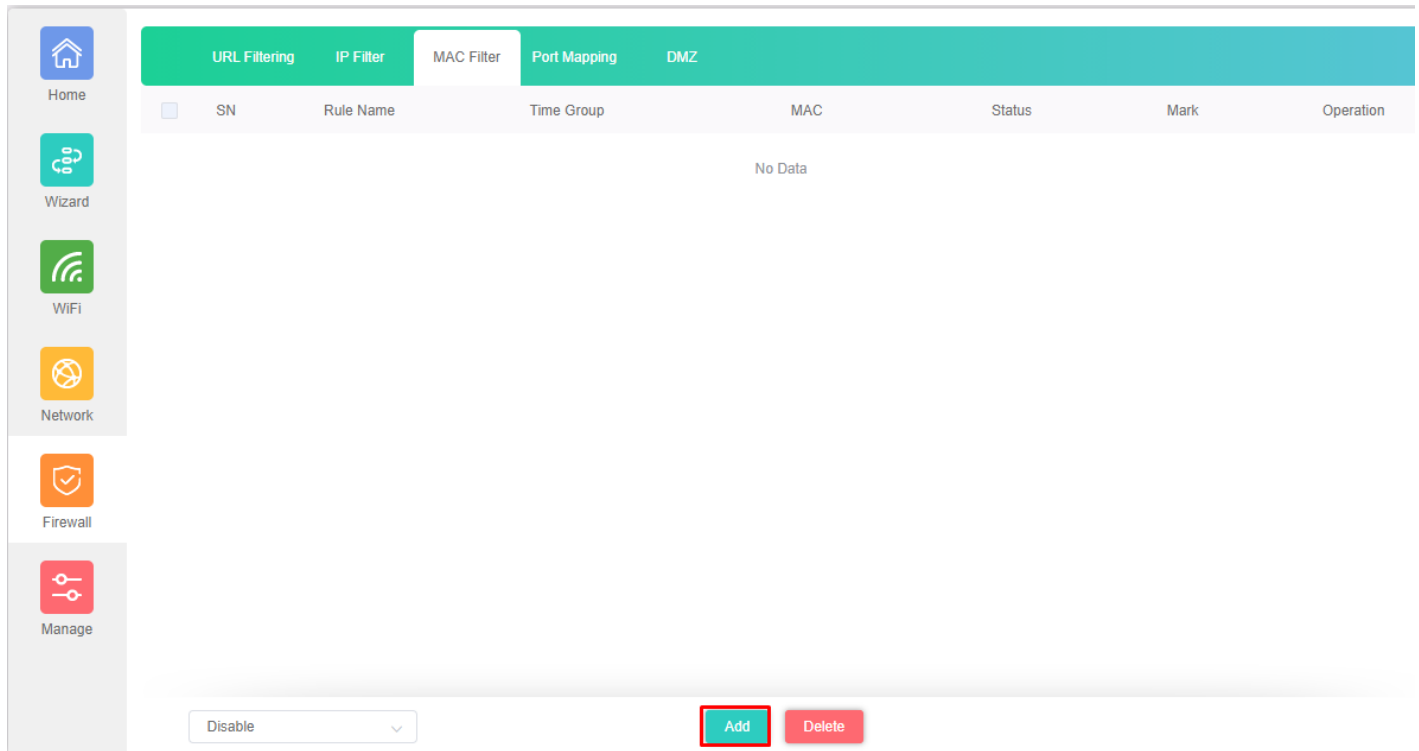 Home
Wizard
WiFi
Network
Firewall
Manage
URL Filtering IP Filter MAC Filter Port Mapping DMZ
SN Rule Name Time Group MAC Status Mark Operation
No Data
Disable Add Delete